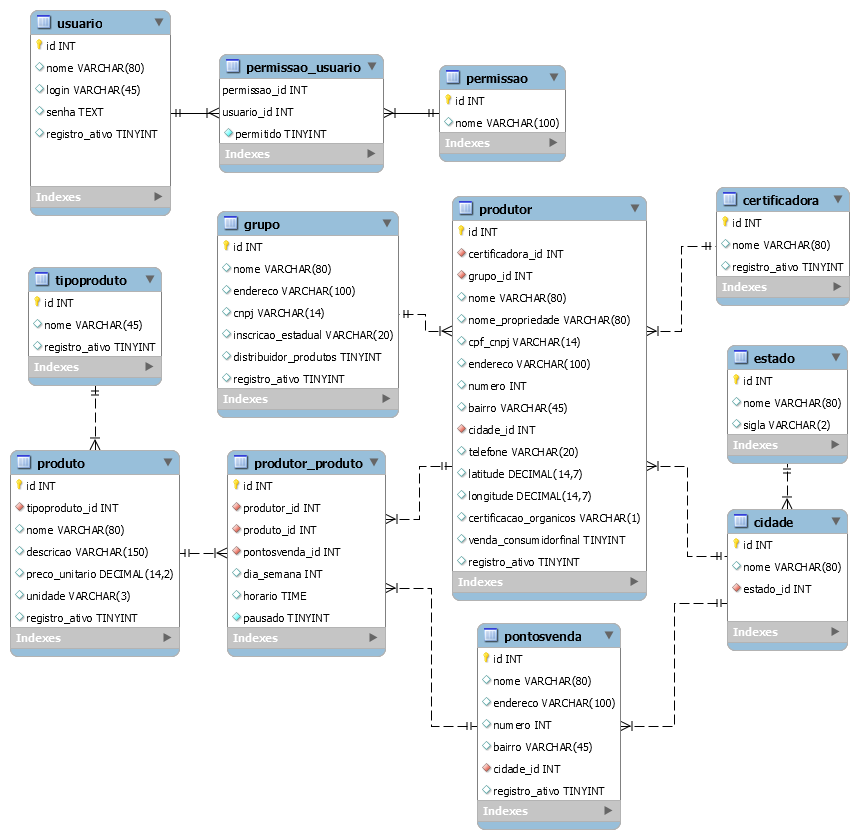 usuario
id INT
nome VARCHAR(80)
login VARCHAR(45)
senha TEXT
registro_ativo TINYINT
Indexes
permissao_usuario
permissao_id INT
usuario_id INT
permitido TINYINT
Indexes
permissao
id INT
nome VARCHAR(100)
Indexes
grupo
id INT
nome VARCHAR(80)
endereco VARCHAR(100)
cnpj VARCHAR(14)
inscricao_estadual VARCHAR(20)
distribuidor_produtos TINYINT
registro_ativo TINYINT
Indexes
produtor
id INT
certificadora_id INT
grupo_id INT
nome VARCHAR(80)
nome_propriedade VARCHAR(80)
cpf_cnpj VARCHAR(14)
endereco VARCHAR(100)
numero INT
bairro VARCHAR(45)
cidade_id INT
telefone VARCHAR(20)
latitude DECIMAL(14,7)
longitude DECIMAL(14,7)
certificacao_organicos VARCHAR(1)
venda_consumidorfinal TINYINT
registro_ativo TINYINT
Indexes
certificadora
id INT
nome VARCHAR(80)
registro_ativo TINYINT
Indexes
tipoproduto
id INT
nome VARCHAR(45)
registro_ativo TINYINT
Indexes
estado
id INT
nome VARCHAR(80)
sigla VARCHAR(2)
Indexes
produto
id INT
tipoproduto_id INT
nome VARCHAR(80)
descricao VARCHAR(150)
preco_unitario DECIMAL(14,2)
unidade VARCHAR(3)
registro_ativo TINYINT
Indexes
produtor_produto
id INT
produtor_id INT
produto_id INT
pontosvenda_id INT
dia_semana INT
horario TIME
pausado TINYINT
Indexes
cidade
id INT
nome VARCHAR(80)
estado_id INT
Indexes
pontosvenda
id INT
nome VARCHAR(80)
endereco VARCHAR(100)
numero INT
bairro VARCHAR(45)
cidade_id INT
registro_ativo TINYINT
Indexes